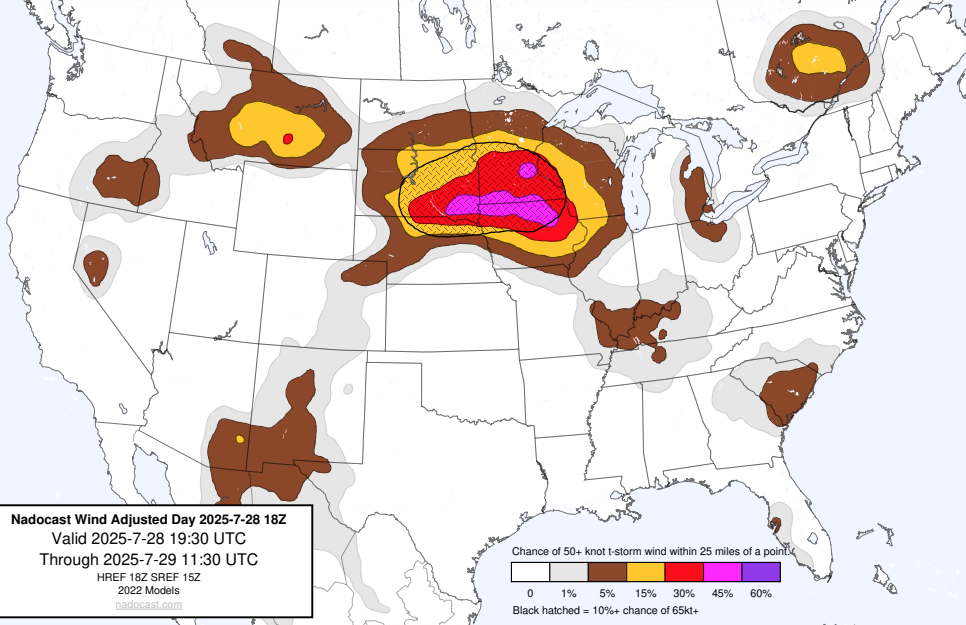 Nadocast Wind Adjusted Day 2025-7-28 18Z
Valid 2025-7-28 19:30 UTC
Through 2025-7-29 11:30 UTC
HREF 18Z SREF 15Z
2022 Models
nadocast.com
Chance of 50+ knot t-storm wind within 25 miles of a point.
0 1% 5% 15% 30% 45% 60%
Black hatched = 10%+ chance of 65kt+